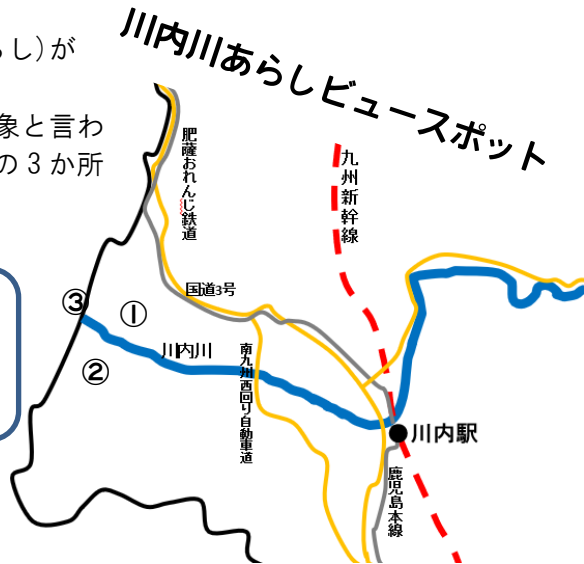 川内川あらしビュースポット
らし)が
象と言わ
の3か所
肥薩おれんじ鉄道
九州新幹線
国道3号
③
①
川内川
②
南九州西回り自動車道
川内駅
鹿児島本線